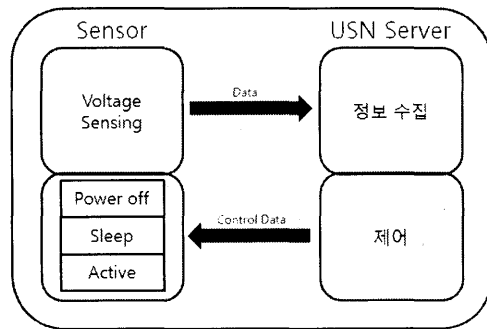 Sensor
USN Server
Voltage
Sensing
Data
정보 수집
Power off
Sleep
Active
Control Data
제어